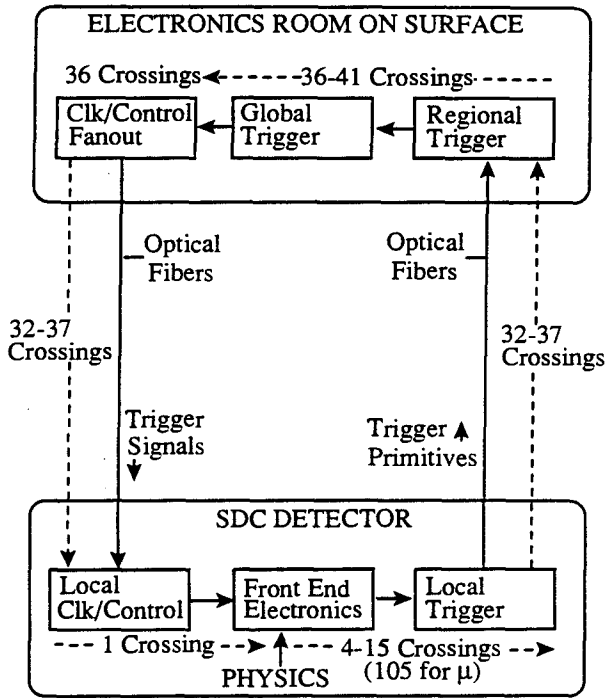 ELECTRONICS ROOM ON SURFACE
36 Crossings
36-41 Crossings
Clk/Control
Fanout
Global
Trigger
Regional
Trigger
Optical
Fibers
Optical
Fibers
32-37
Crossings
32-37
Crossings
Trigger
Signals
Trigger
Primitives
SDC DETECTOR
Local
Clk/Control
Front End
Electronics
Local
Trigger
1 Crossing
4-15 Crossings
(105 for μ)
PHYSICS